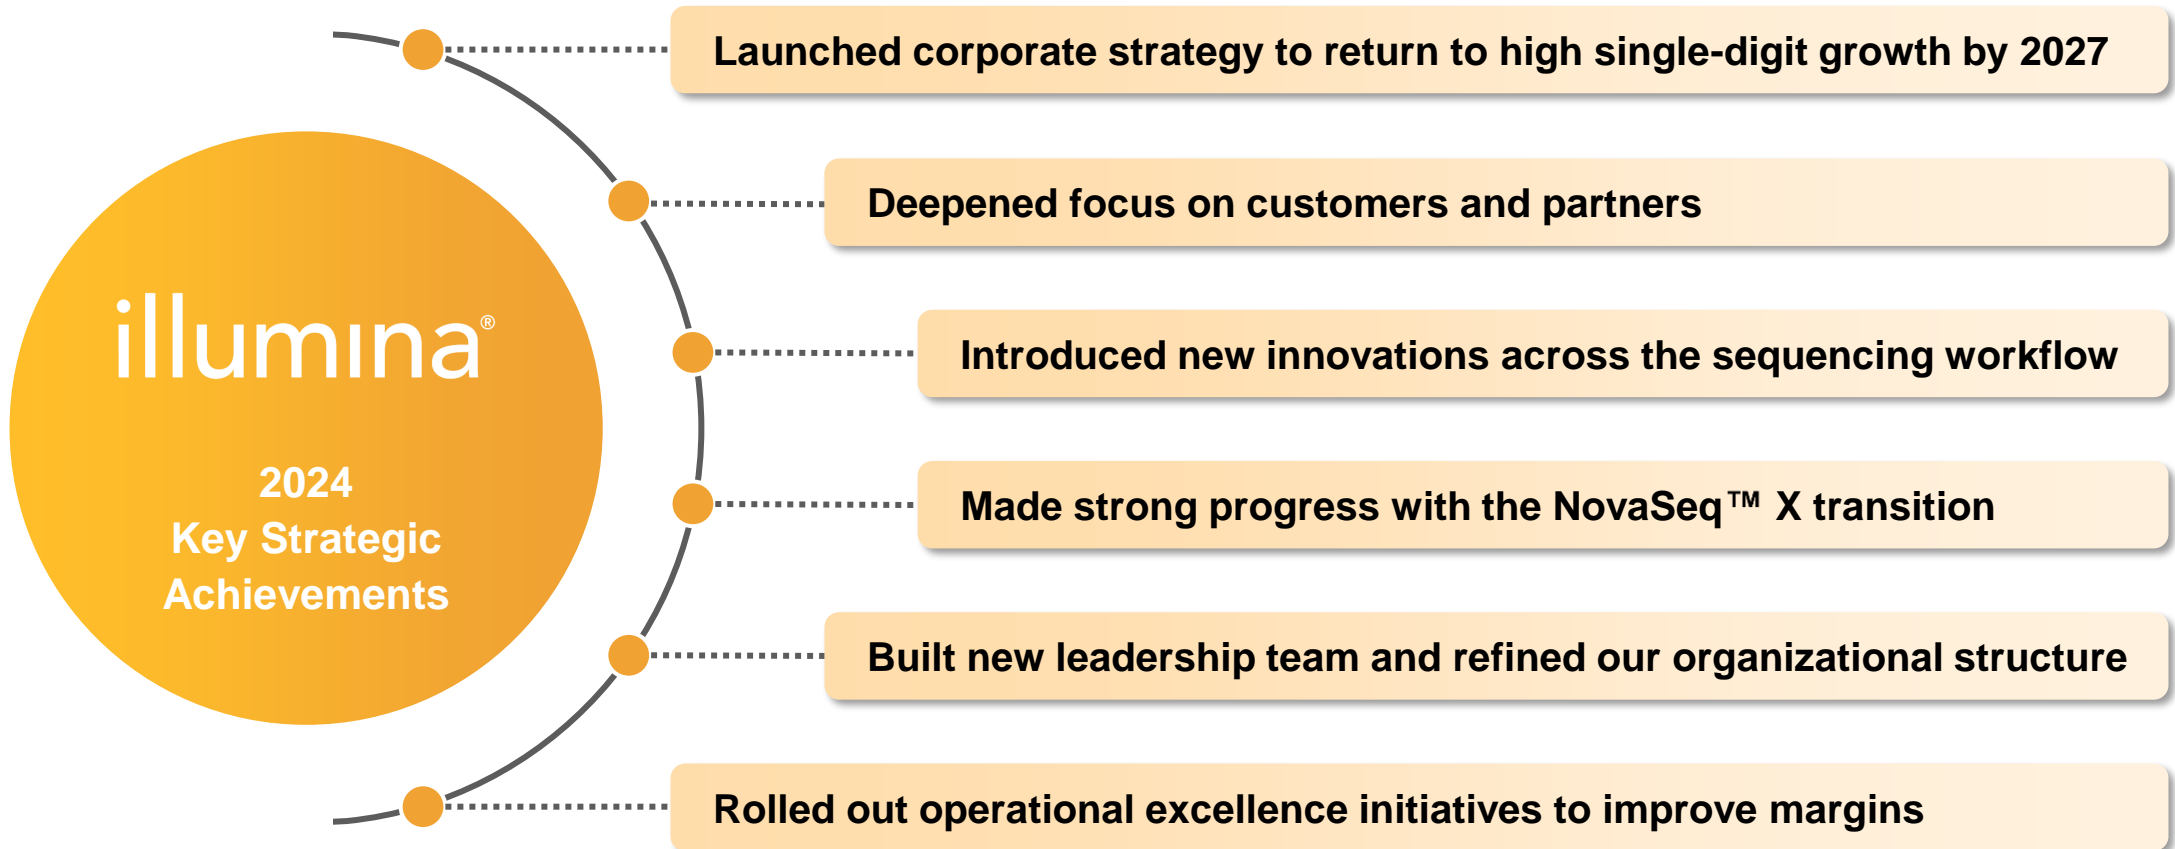 illumina®
2024
Key Strategic
Achievements
Launched corporate strategy to return to high single-digit growth by 2027
Deepened focus on customers and partners
Introduced new innovations across the sequencing workflow
Made strong progress with the NovaSeq™ X transition
Built new leadership team and refined our organizational structure
Rolled out operational excellence initiatives to improve margins